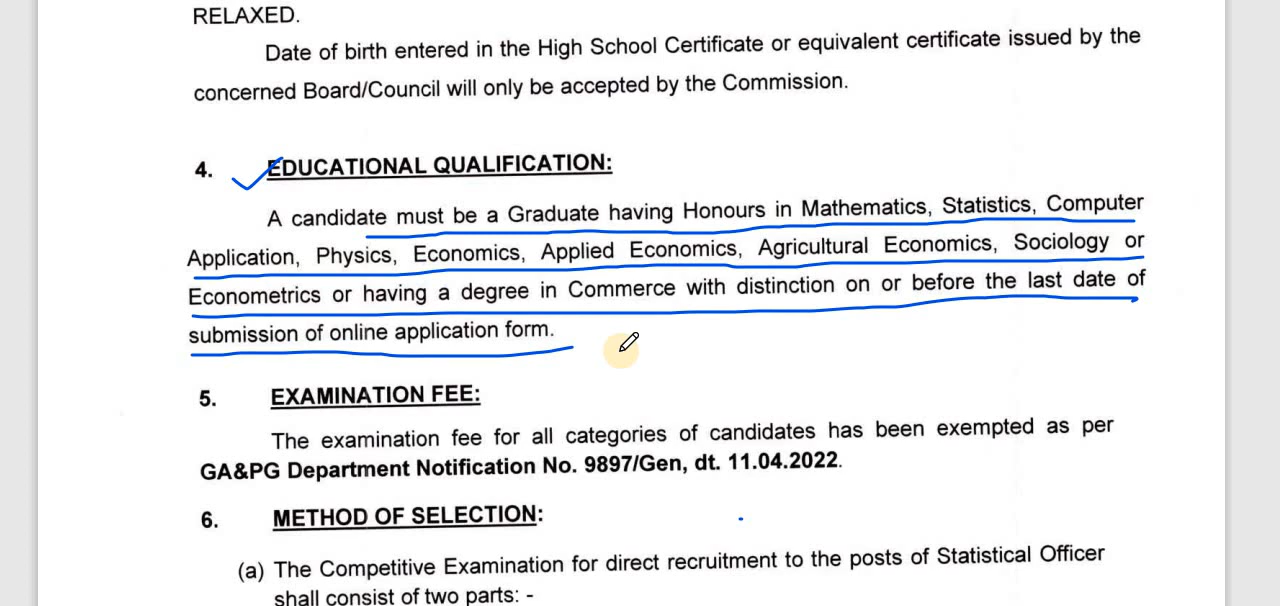 RELAXED.
Date of birth entered in the High School Certificate or equivalent certificate issued by the
concerned Board/Council will only be accepted by the Commission.
4. EDUCATIONAL QUALIFICATION:
A candidate must be a Graduate having Honours in Mathematics, Statistics, Computer
Application, Physics, Economics, Applied Economics, Agricultural Economics, Sociology or
Econometrics or having a degree in Commerce with distinction on or before the last date of
submission of online application form.
5. EXAMINATION FEE:
The examination fee for all categories of candidates has been exempted as per
GA&PG Department Notification No. 9897/Gen, dt. 11.04.2022.
6. METHOD OF SELECTION:
(a) The Competitive Examination for direct recruitment to the posts of Statistical Officer
shall consist of two parts: -